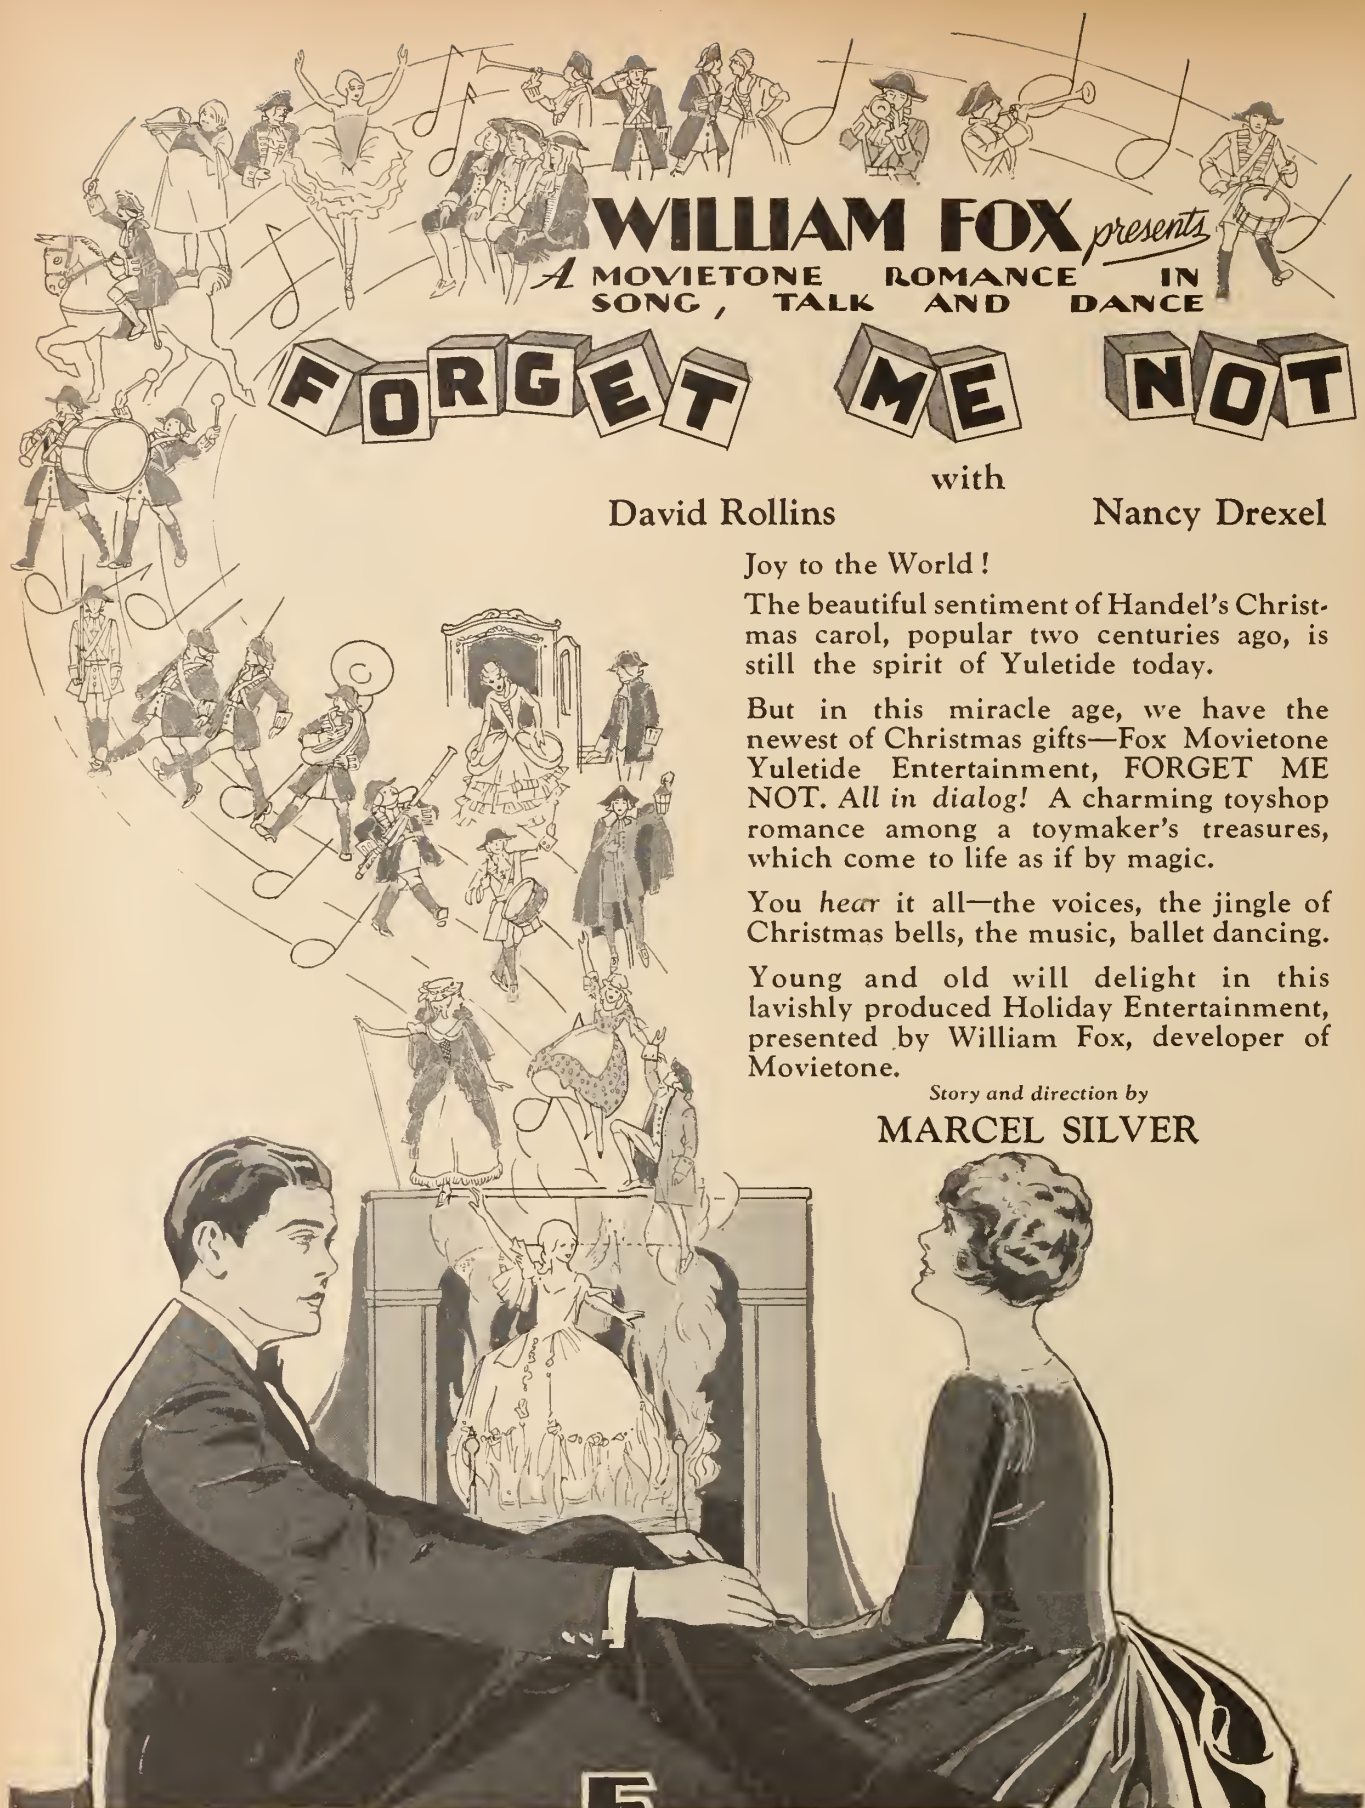 WILLIAM FOX presents
A MOVIETONE ROMANCE IN
SONG, TALK AND DANCE
FORGET ME NOT
with
David Rollins Nancy Drexel
Joy to the World!
The beautiful sentiment of Handel's Christ-
mas carol, popular two centuries ago, is
still the spirit of Yuletide today.
But in this miracle age, we have the
newest of Christmas gifts—Fox Movietone
Yuletide Entertainment, FORGET ME
NOT. All in dialog! A charming toyshop
romance among a toymaker's treasures,
which come to life as if by magic.
You hear it all—the voices, the jingle of
Christmas bells, the music, ballet dancing.
Young and old will delight in this
lavishly produced Holiday Entertainment,
presented by William Fox, developer of
Movietone.
Story and direction by
MARCEL SILVER